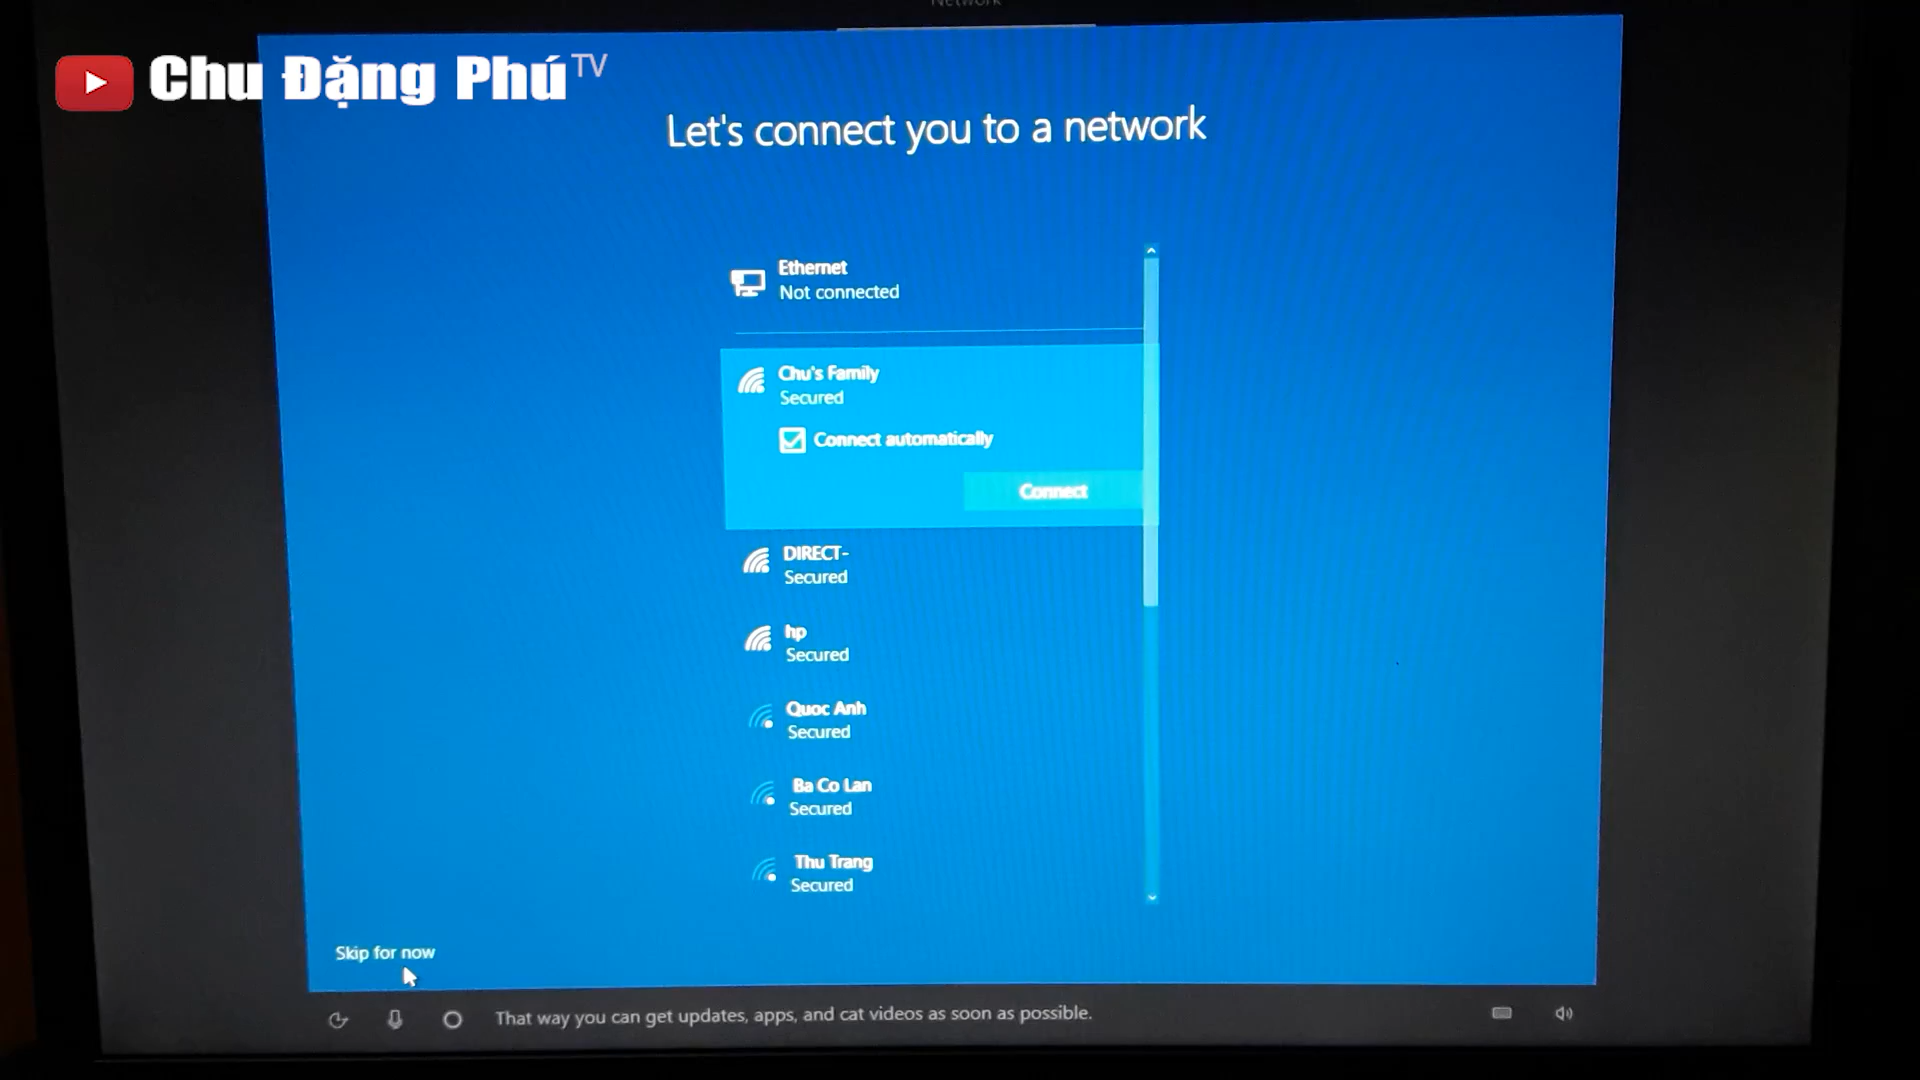 Network
Chu Đặng Phú TV
Let's connect you to a network
Ethernet
Not connected
Chu's Family
Secured
Connect automatically
Connect
DIRECT-
Secured
hp
Secured
Quoc Anh
Secured
Ba Co Lan
Secured
Thu Trang
Secured
Skip for now
That way you can get updates, apps, and cat videos as soon as possible.